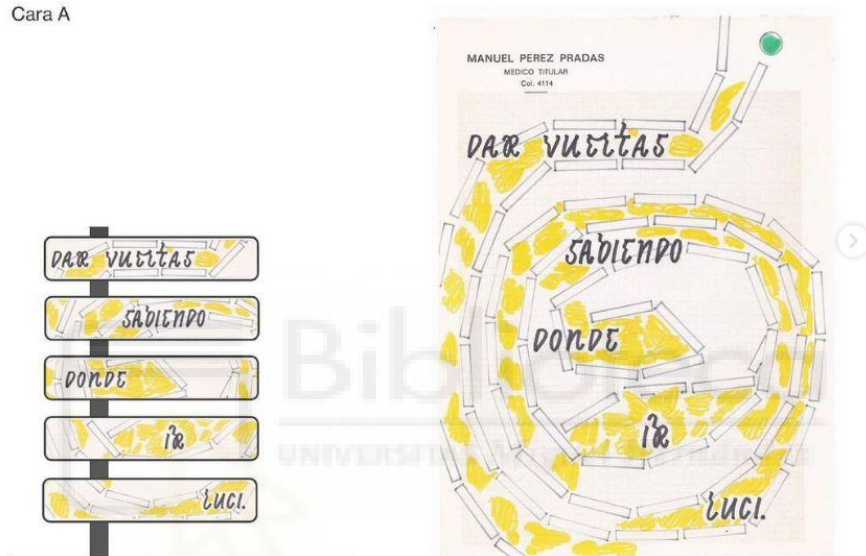 Cara A
DAR VUELTAS
SABIENDO
DONDE
IR
LUCI.
MANUEL PEREZ PRADAS
MEDICO TITULAR
Col. 4114
DAR VUELTAS
SABIENDO
DONDE
IR
LUCI.